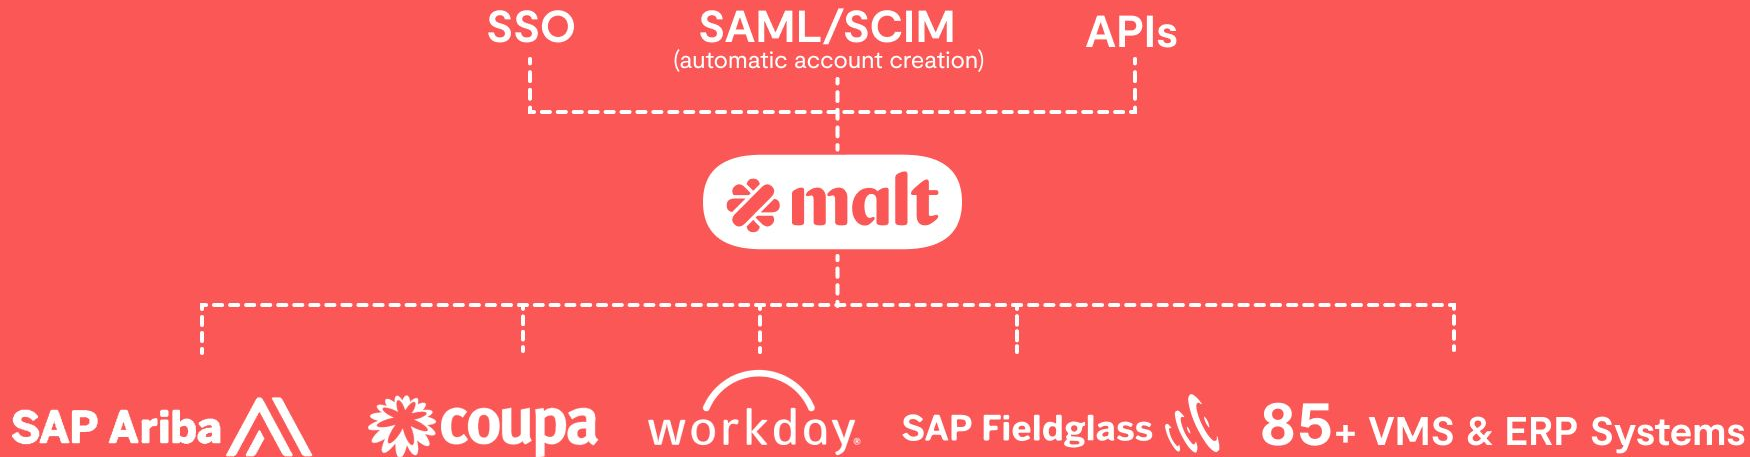 SSO
SAML/SCIM
(automatic account creation)
APIs
malt
SAP Ariba
coupa
workday®
SAP Fieldglass
85+ VMS & ERP Systems